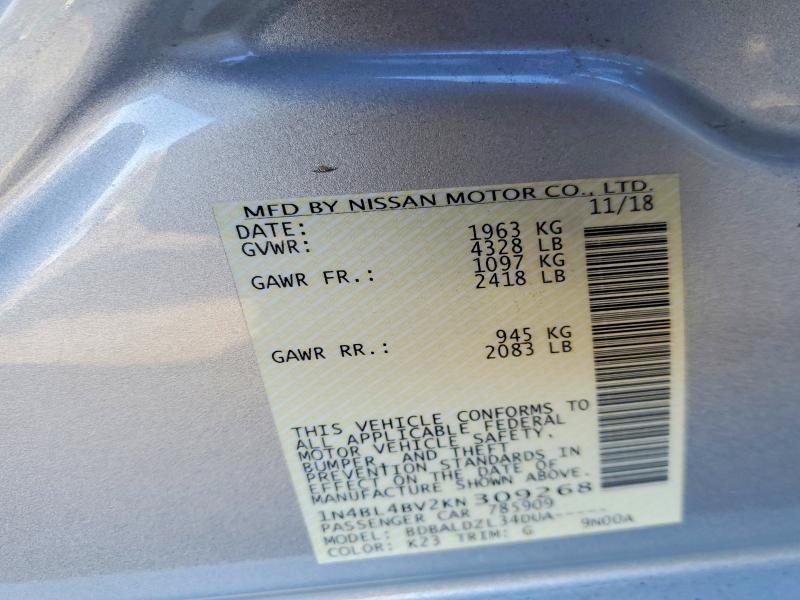 MFD BY NISSAN MOTOR CO., LTD.
DATE: 11/18
GVWR: 1963 KG
4328 LB
GAWR FR.: 1097 KG
2418 LB
GAWR RR.: 945 KG
2083 LB
THIS VEHICLE CONFORMS TO
ALL APPLICABLE FEDERAL
MOTOR VEHICLE SAFETY,
BUMPER, AND THEFT
PREVENTION STANDARDS IN
EFFECT ON THE DATE OF
MANUFACTURE SHOWN ABOVE.
1N4BL4BV2KN 309268
PASSENGER CAR 785909
MODEL: BDBALDZL34DUA-----
COLOR: K23 TRIM: G 9N00A